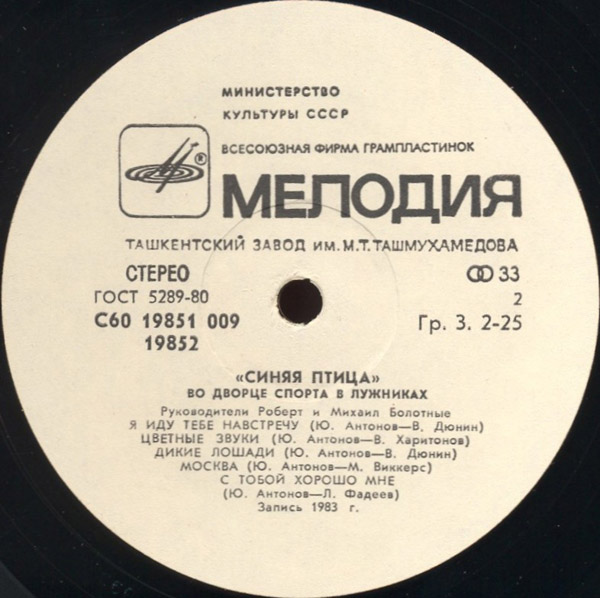 МИНИСТЕРСТВО
КУЛЬТУРЫ СССР
ВСЕСОЮЗНАЯ ФИРМА ГРАМПЛАСТИНОК
®
МЕЛОДИЯ
ТАШКЕНТСКИЙ ЗАВОД ИМ. М.Т. ТАШМУХАМЕДОВА
СТЕРЕО 33
ГОСТ 5289-80 2
С60 19851 009 Гр. 3. 2-25
19852
«СИНЯЯ ПТИЦА»
ВО ДВОРЦЕ СПОРТА В ЛУЖНИКАХ
Руководители Роберт и Михаил Болотные
Я ИДУ ТЕБЕ НАВСТРЕЧУ (Ю. Антонов—В. Дюнин)
ЦВЕТНЫЕ ЗВУКИ (Ю. Антонов—В. Харитонов)
ДИКИЕ ЛОШАДИ (Ю. Антонов—В. Дюнин)
МОСКВА (Ю. Антонов—М. Виккерс)
С ТОБОЙ ХОРОШО МНЕ
(Ю. Антонов—Л. Фадеев)
Запись 1983 г.